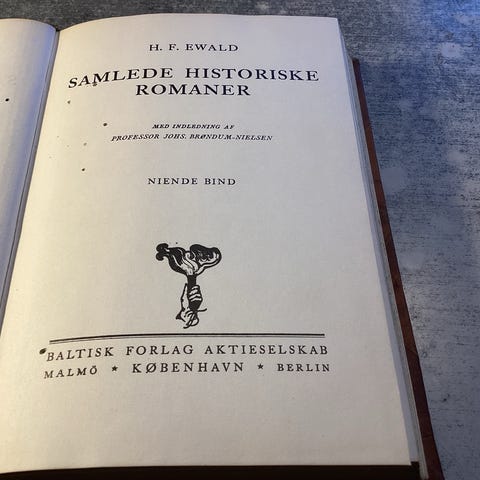 H. F. EWALD
SAMLEDE HISTORISKE
ROMANER
MED INDLEDNING AF
PROFESSOR JOHS. BRØNDUM-NIELSEN
NIENDE BIND
BALTISK FORLAG AKTIESELSKAB
MALMÖ * KØBENHAVN * BERLIN